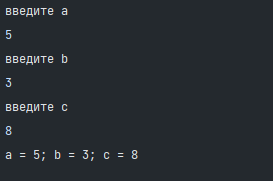 введите a
5
введите b
3
введите c
8
a = 5; b = 3; c = 8